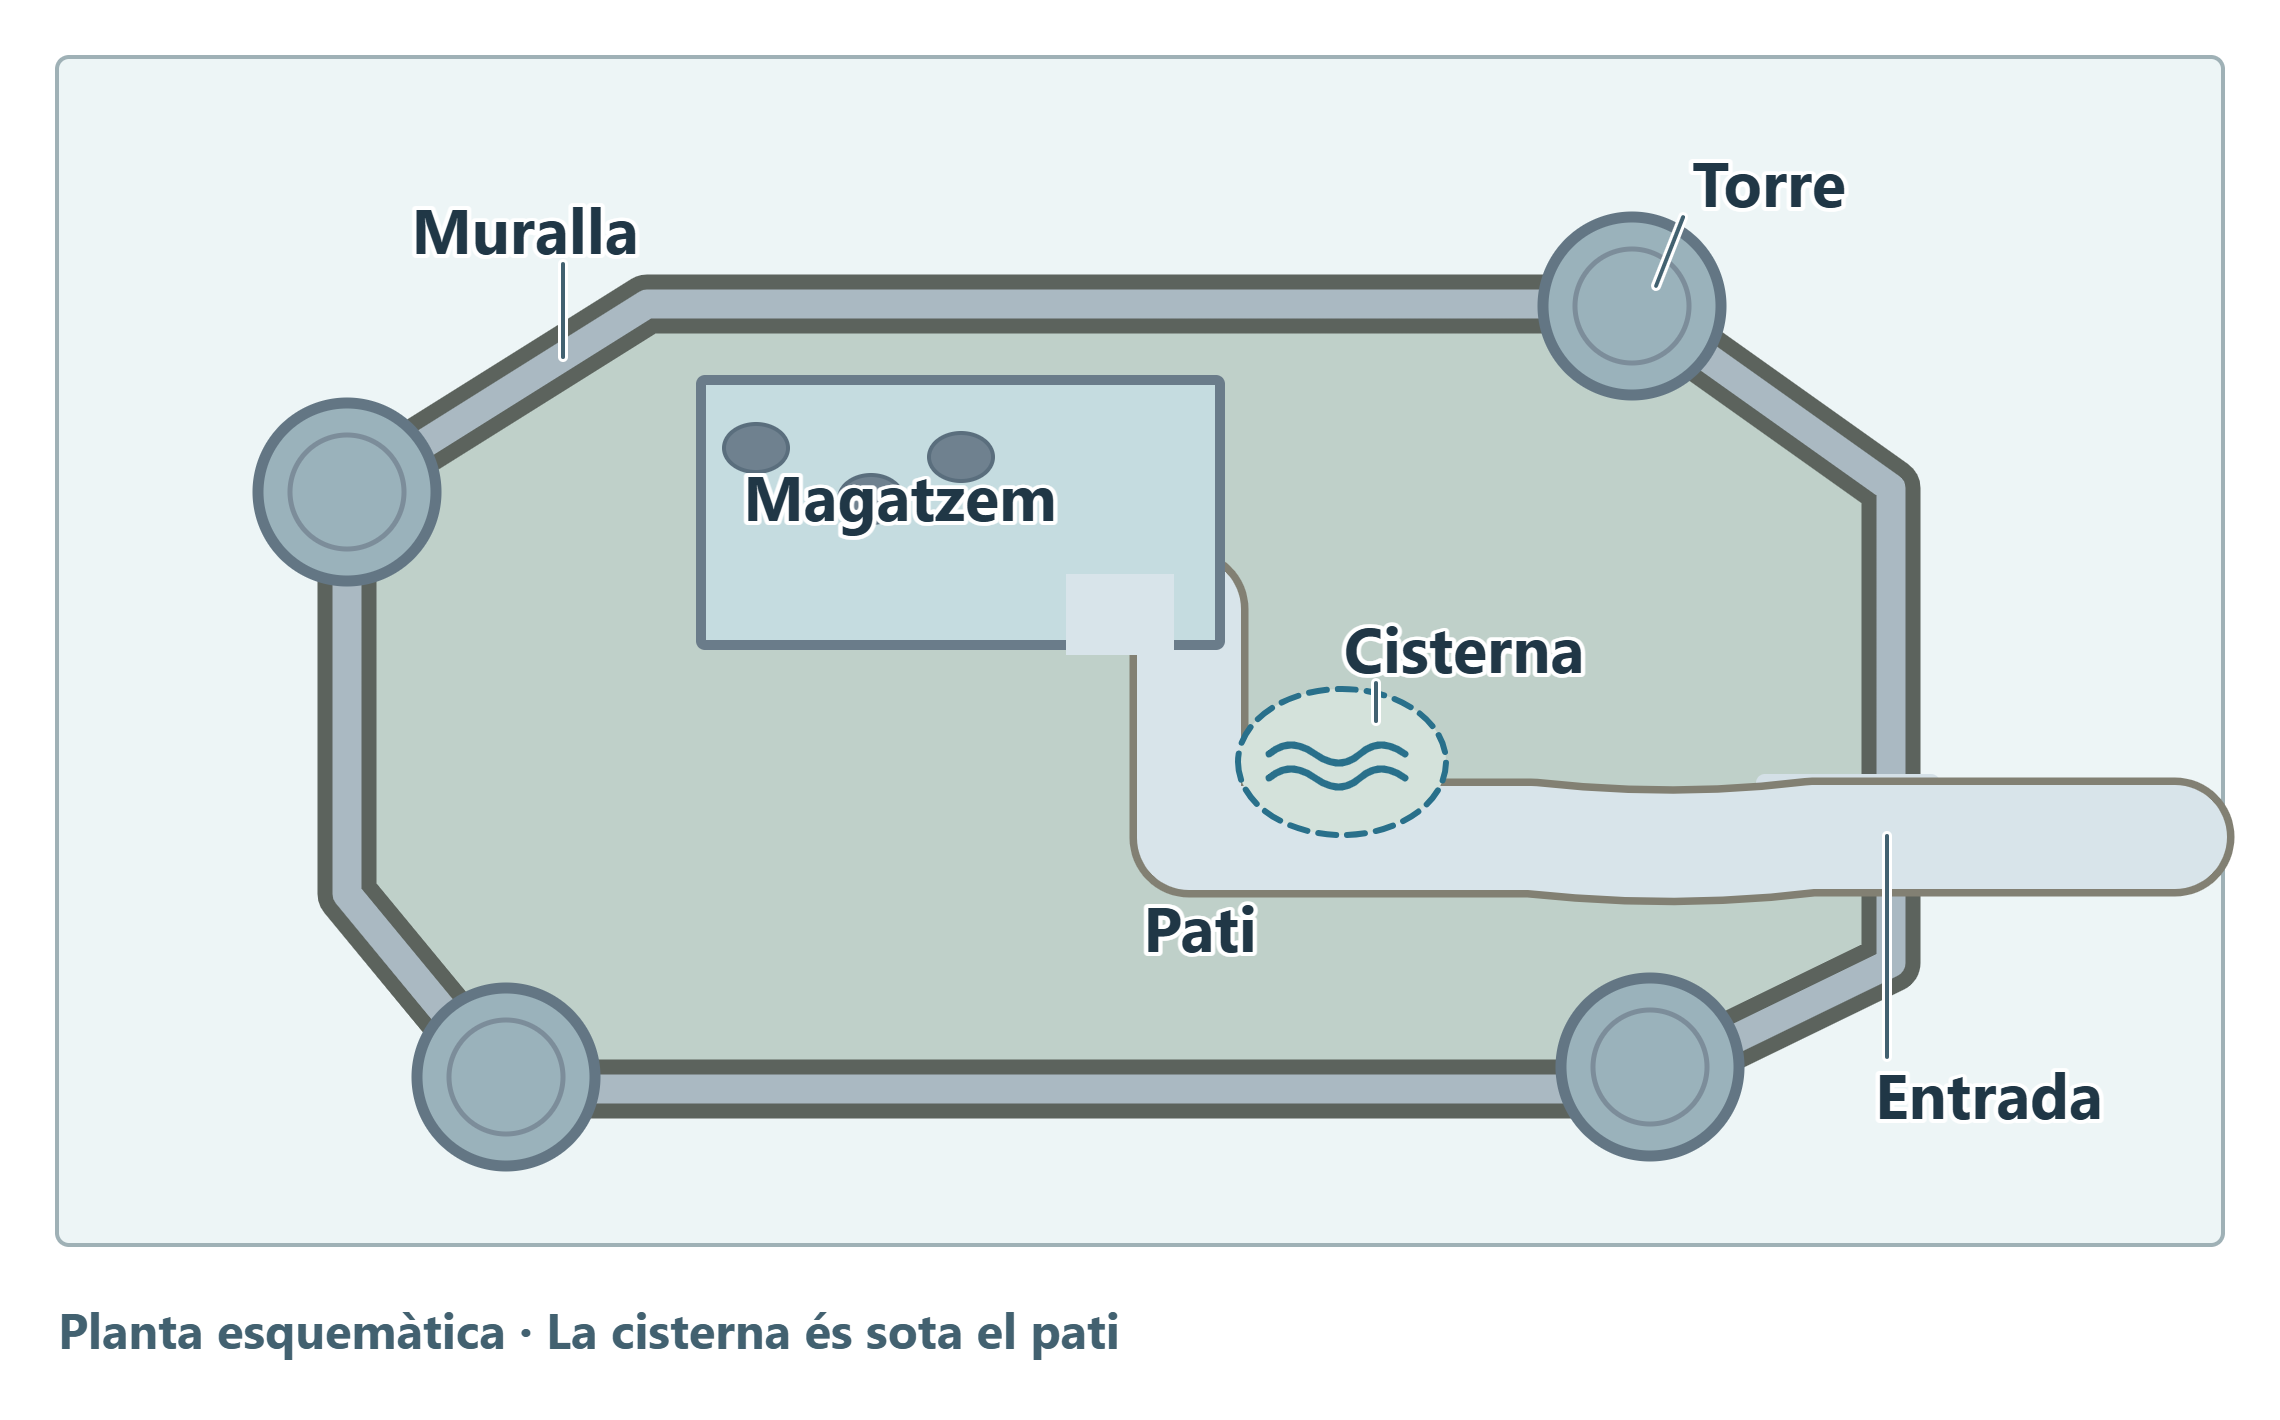 Torre
Muralla
Magatzem
Cisterna
Pati
Entrada
Planta esquemàtica · La cisterna és sota el pati